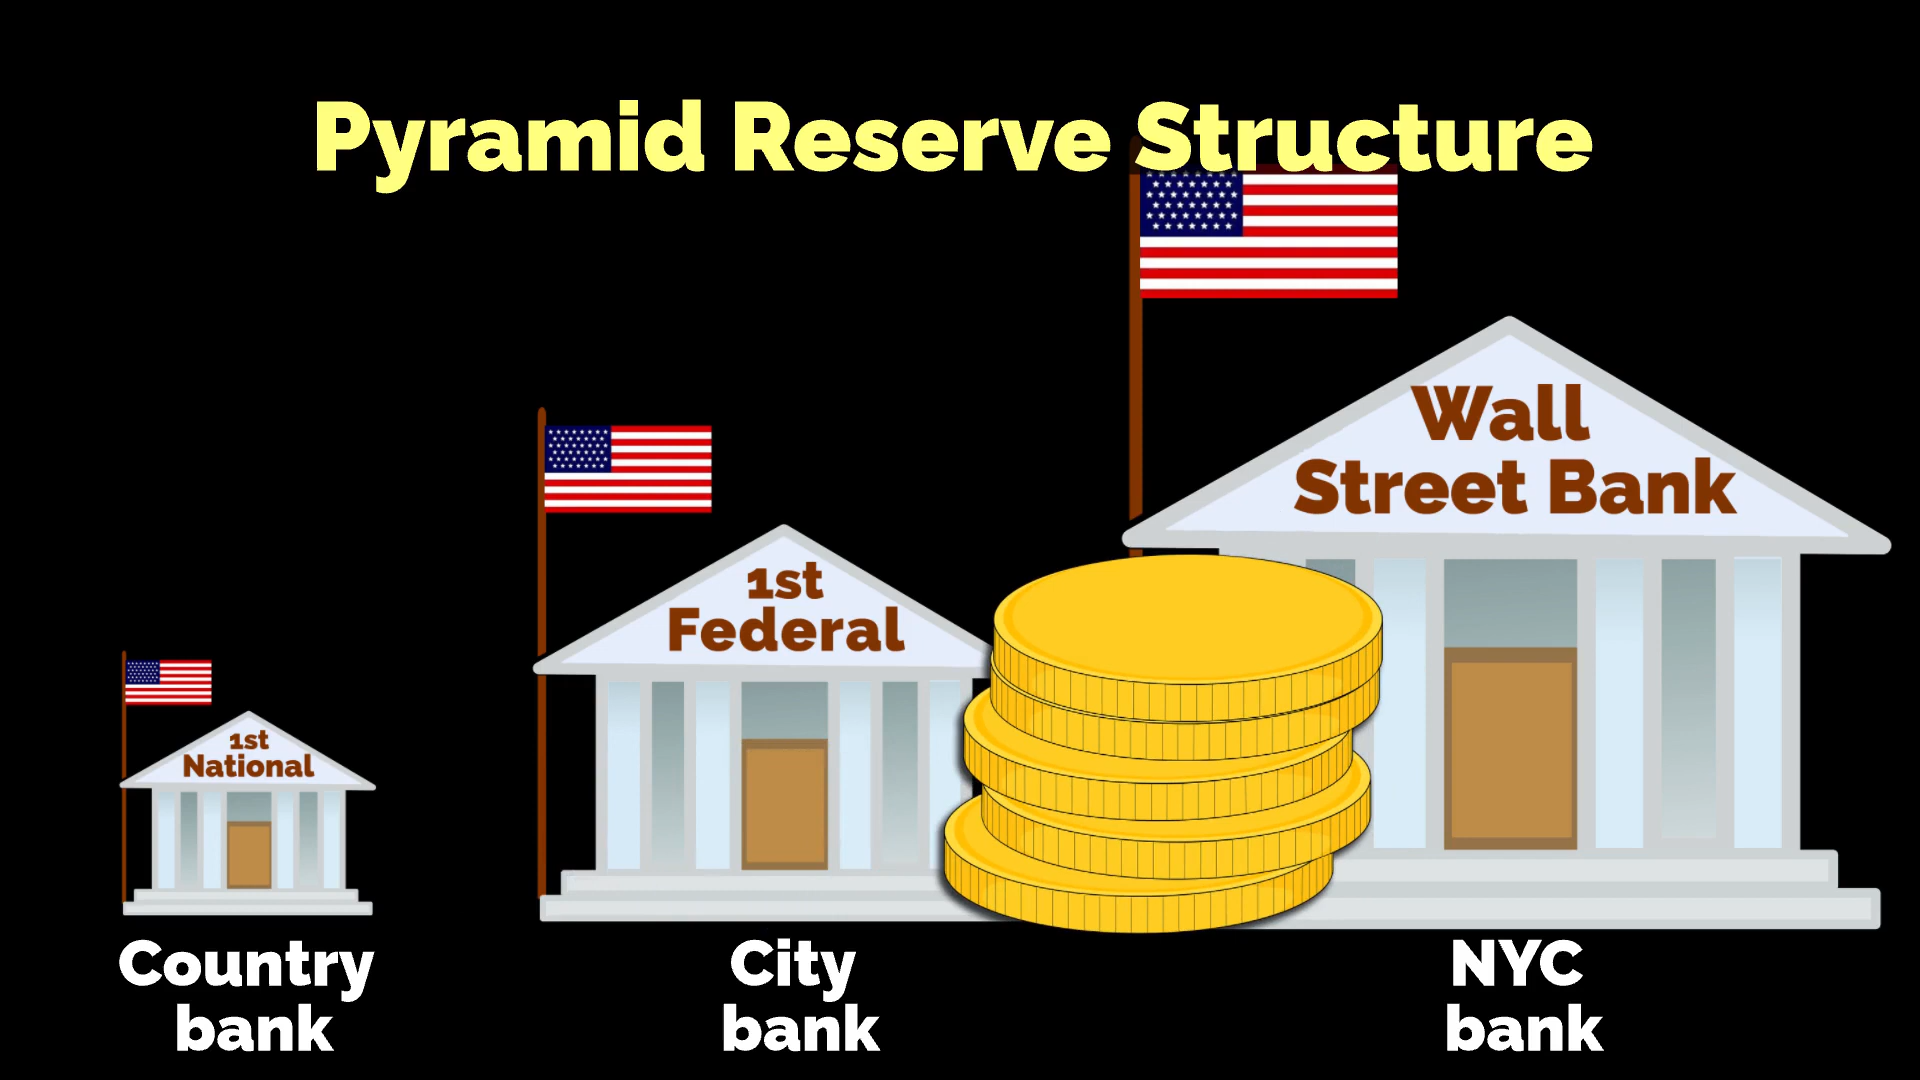 Pyramid Reserve Structure
Wall
Street Bank
1st
Federal
1st
National
Country
bank
City
bank
NYC
bank